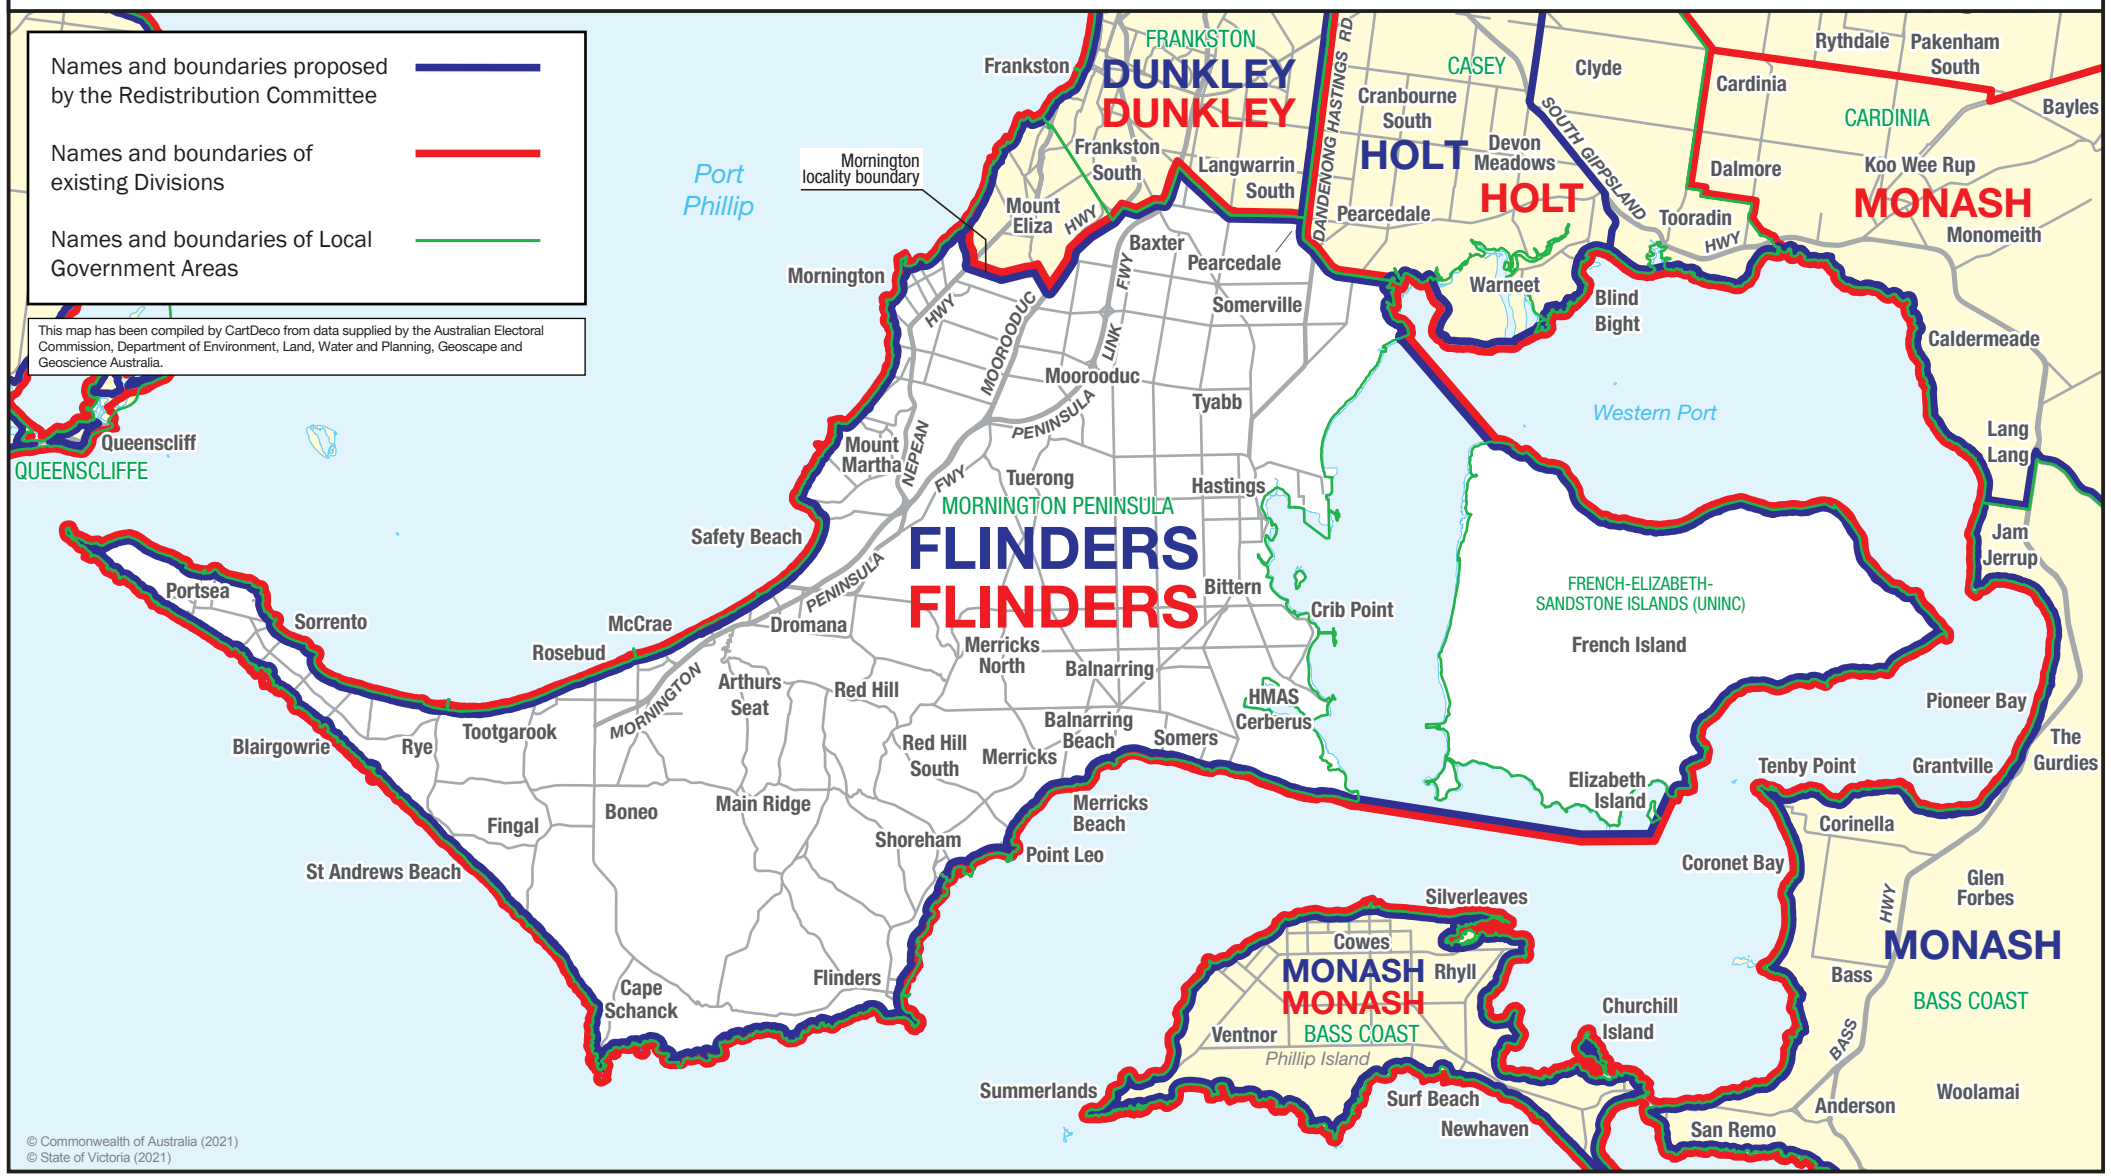 Names and boundaries proposed
by the Redistribution Committee
Names and boundaries of
existing Divisions
Names and boundaries of Local
Government Areas
This map has been compiled by CartDeco from data supplied by the Australian Electoral
Commission, Department of Environment, Land, Water and Planning, Geoscape and
Geoscience Australia.
Queenscliff
QUEENSCLIFFE
Port
Phillip
Mornington
locality boundary
Frankston
FRANKSTON
DUNKLEY
DUNKLEY
Frankston
South
Langwarrin
South
Mount
Eliza
HWY
DANDENONG HASTINGS RD
CASEY
Cranbourne
South
HOLT
Devon
Meadows
HOLT
Pearcedale
Clyde
SOUTH GIPPSLAND
HWY
Tooradin
Rythdale
Pakenham
South
Cardinia
CARDINIA
Bayles
Dalmore
Koo Wee Rup
MONASH
Monomeith
Mornington
HWY
MOOROODUC
Baxter
FWY
Pearcedale
Somerville
LINK
Moorooduc
PENINSULA
Tyabb
Warneet
Blind
Bight
Caldermeade
Western Port
Lang
Lang
Jam
Jerrup
Mount
Martha
NEPEAN
FWY
Tuerong
Hastings
MORNINGTON PENINSULA
FLINDERS
FLINDERS
Safety Beach
PENINSULA
Bittern
Crib Point
FRENCH-ELIZABETH-
SANDSTONE ISLANDS (UNINC)
French Island
Portsea
Sorrento
McCrae
Rosebud
Dromana
Merricks
North
Balnarring
MORNINGTON
Arthurs
Seat
Red Hill
HMAS
Cerberus
Balnarring
Beach
Somers
Blairgowrie
Rye
Tootgarook
Red Hill
South
Merricks
Pioneer Bay
The
Gurdies
Tenby Point
Grantville
Elizabeth
Island
Fingal
Boneo
Main Ridge
Merricks
Beach
Shoreham
Point Leo
Corinella
St Andrews Beach
Coronet Bay
Glen
Forbes
HWY
MONASH
Silverleaves
Cowes
MONASH
MONASH
Rhyll
Bass
BASS COAST
Flinders
Cape
Schanck
Churchill
Island
Ventnor
BASS COAST
Phillip Island
BASS
Summerlands
Surf Beach
Newhaven
Woolamai
Anderson
San Remo
© Commonwealth of Australia (2021)
© State of Victoria (2021)